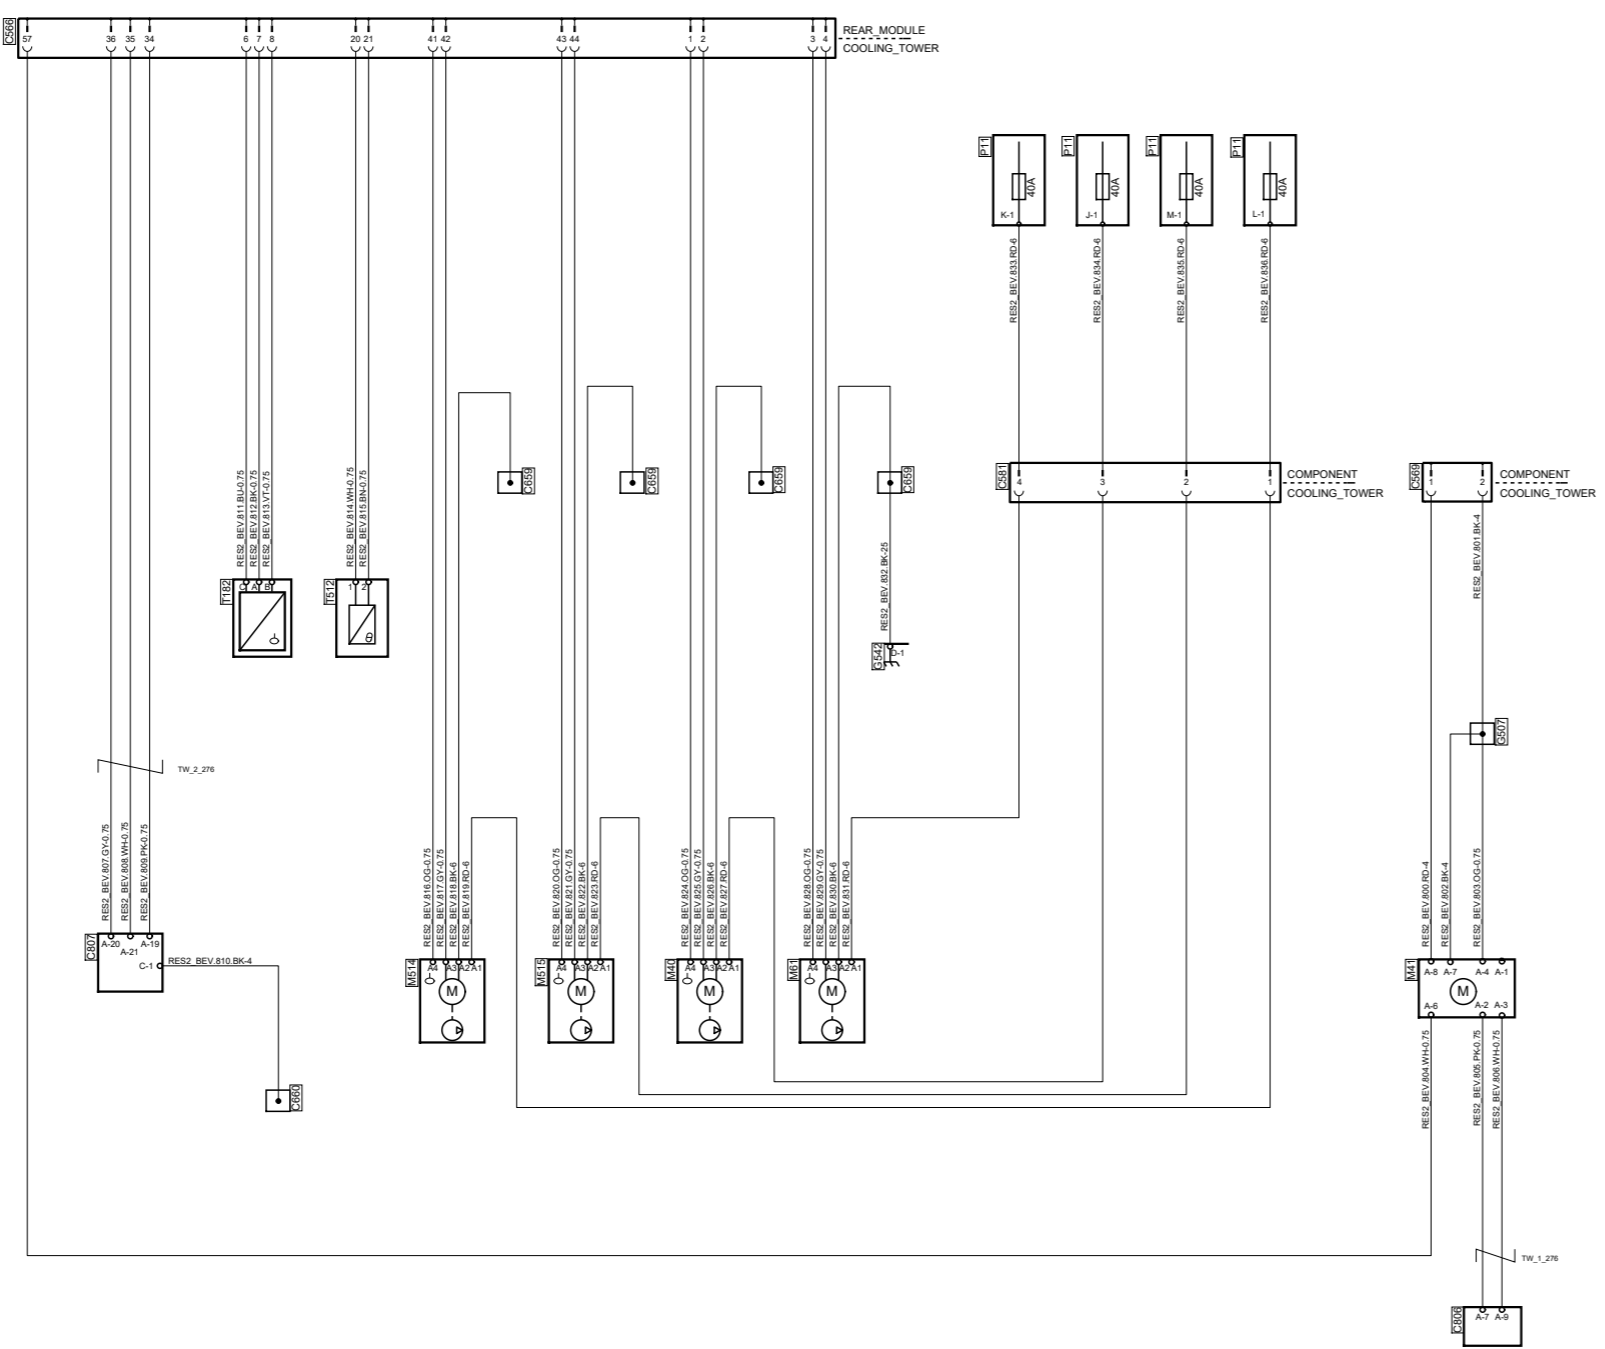 C566
57 36 35 34 6 7 8 20 21 41 42 43 44 1 2 3 4
REAR_MODULE
COOLING_TOWER
P11
40A
K-1
P11
40A
J-1
P11
40A
M-1
P11
40A
L-1
RES2_BEV.833.RD-6
RES2_BEV.834.RD-6
RES2_BEV.835.RD-6
RES2_BEV.836.RD-6
C659
C659
C659
C659
C581
4 3 2 1
COMPONENT
COOLING_TOWER
C569
1 2
COMPONENT
COOLING_TOWER
RES2_BEV.811.BU-0.75
RES2_BEV.812.BK-0.75
RES2_BEV.813.VT-0.75
RES2_BEV.814.WH-0.75
RES2_BEV.815.BN-0.75
RES2_BEV.832.BK-25
RES2_BEV.801.BK-4
T182
C A B
T512
1 2
θ
G542
D-1
G507
TW_2_276
RES2_BEV.807.GY-0.75
RES2_BEV.808.WH-0.75
RES2_BEV.809.PK-0.75
RES2_BEV.816.OG-0.75
RES2_BEV.817.GY-0.75
RES2_BEV.818.BK-6
RES2_BEV.819.RD-6
RES2_BEV.820.OG-0.75
RES2_BEV.821.GY-0.75
RES2_BEV.822.BK-6
RES2_BEV.823.RD-6
RES2_BEV.824.OG-0.75
RES2_BEV.825.GY-0.75
RES2_BEV.826.BK-6
RES2_BEV.827.RD-6
RES2_BEV.828.OG-0.75
RES2_BEV.829.GY-0.75
RES2_BEV.830.BK-6
RES2_BEV.831.RD-6
RES2_BEV.800.RD-4
RES2_BEV.802.BK-4
RES2_BEV.803.OG-0.75
C807
A-20 A-21 A-19
C-1
RES2_BEV.810.BK-4
M514
A4 A3 A2 A1
M
M515
A4 A3 A2 A1
M
M40
A4 A3 A2 A1
M
M61
A4 A3 A2 A1
M
M41
A-8 A-7 A-4 A-1
M
A-6 A-2 A-3
RES2_BEV.804.WH-0.75
RES2_BEV.805.PK-0.75
RES2_BEV.806.WH-0.75
C660
TW_1_276
C806
A-7 A-9